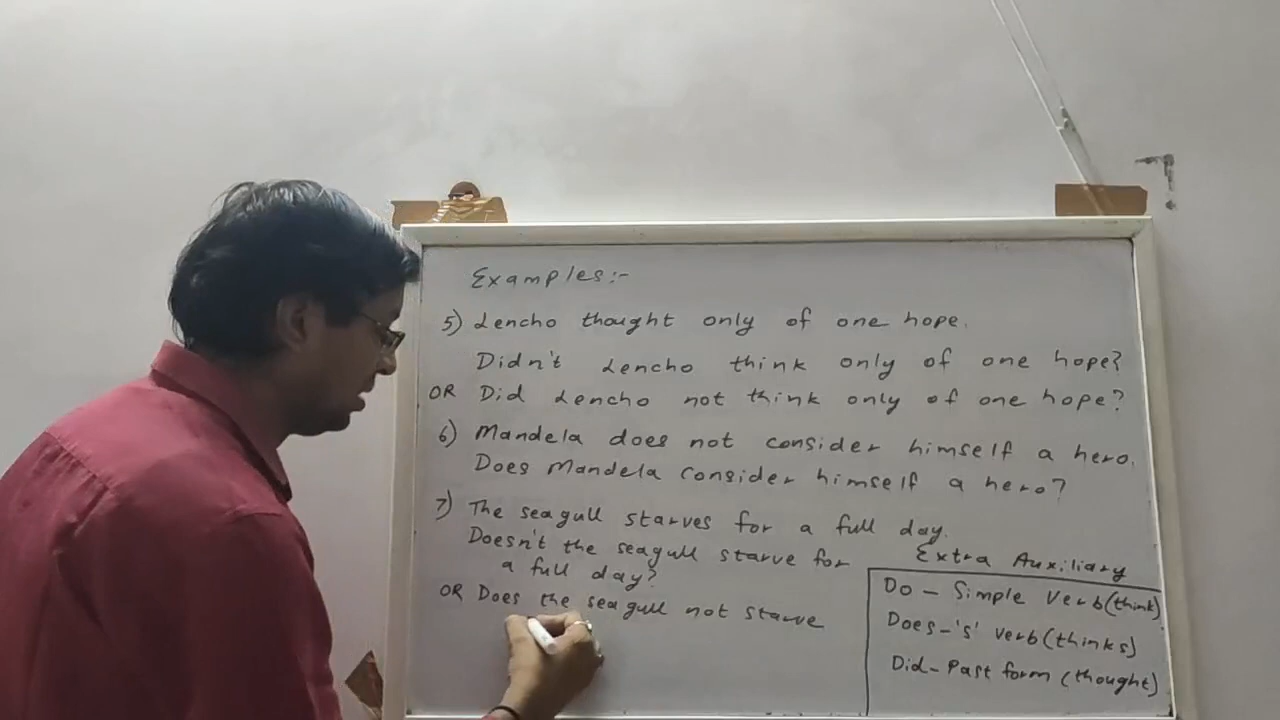 Examples:-
5) Lencho thought only of one hope.
Didn't Lencho think only of one hope?
OR Did Lencho not think only of one hope?
6) Mandela does not consider himself a hero.
Does Mandela consider himself a hero?
7) The seagull starves for a full day.
Doesn't the seagull starve for
a full day?
OR Does the seagull not starve
Extra Auxiliary
Do - Simple Verb (think)
Does - 's' verb (thinks)
Did - Past form (thought)